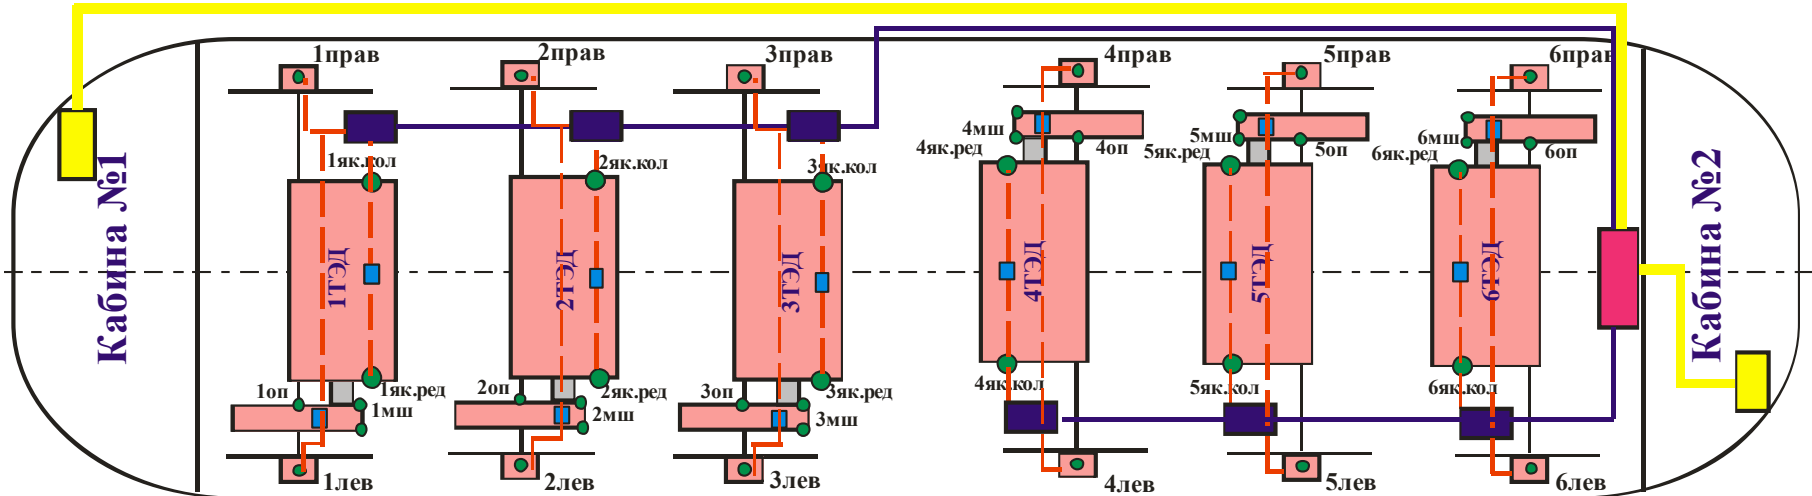 1прав
2прав
3прав
4прав
5прав
6прав
Кабина №1
1як.кол
2як.кол
3як.кол
4мш
4як.ред
4оп
5мш
5як.ред
5оп
6мш
6як.ред
6оп
1ТЭД
2ТЭД
3ТЭД
4ТЭД
5ТЭД
6ТЭД
Кабина №2
1оп
1як.ред
1мш
2оп
2як.ред
2мш
3оп
3як.ред
3мш
4як.кол
5як.кол
6як.кол
1лев
2лев
3лев
4лев
5лев
6лев